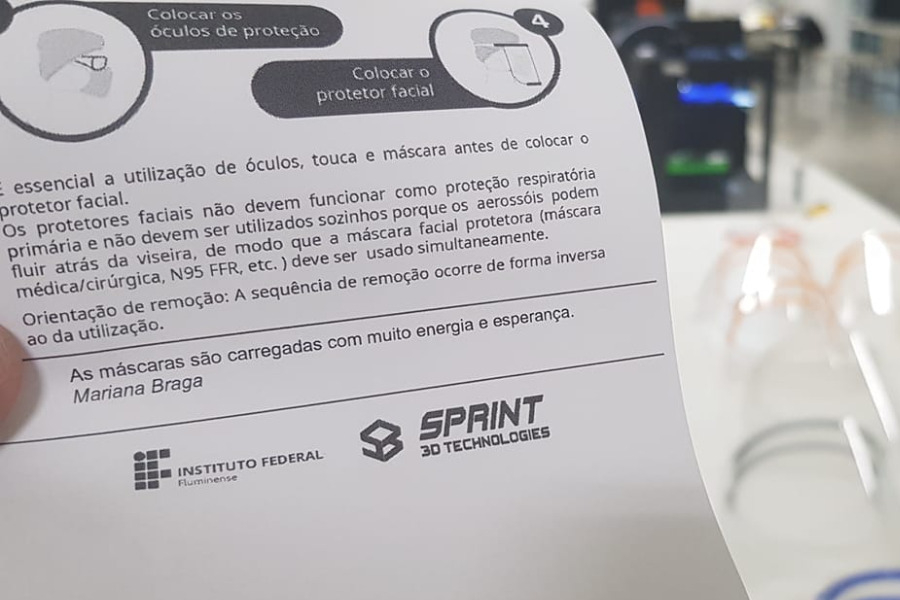 Colocar os
óculos de proteção
4
Colocar o
protetor facial
É essencial a utilização de óculos, touca e máscara antes de colocar o
protetor facial.
Os protetores faciais não devem funcionar como proteção respiratória
primária e não devem ser utilizados sozinhos porque os aerossóis podem
fluir atrás da viseira, de modo que a máscara facial protetora (máscara
médica/cirúrgica, N95 FFR, etc. ) deve ser usado simultaneamente.
Orientação de remoção: A sequência de remoção ocorre de forma inversa
ao da utilização.
As máscaras são carregadas com muito energia e esperança.
Mariana Braga
INSTITUTO FEDERAL
Fluminense
SPRINT
3D TECHNOLOGIES